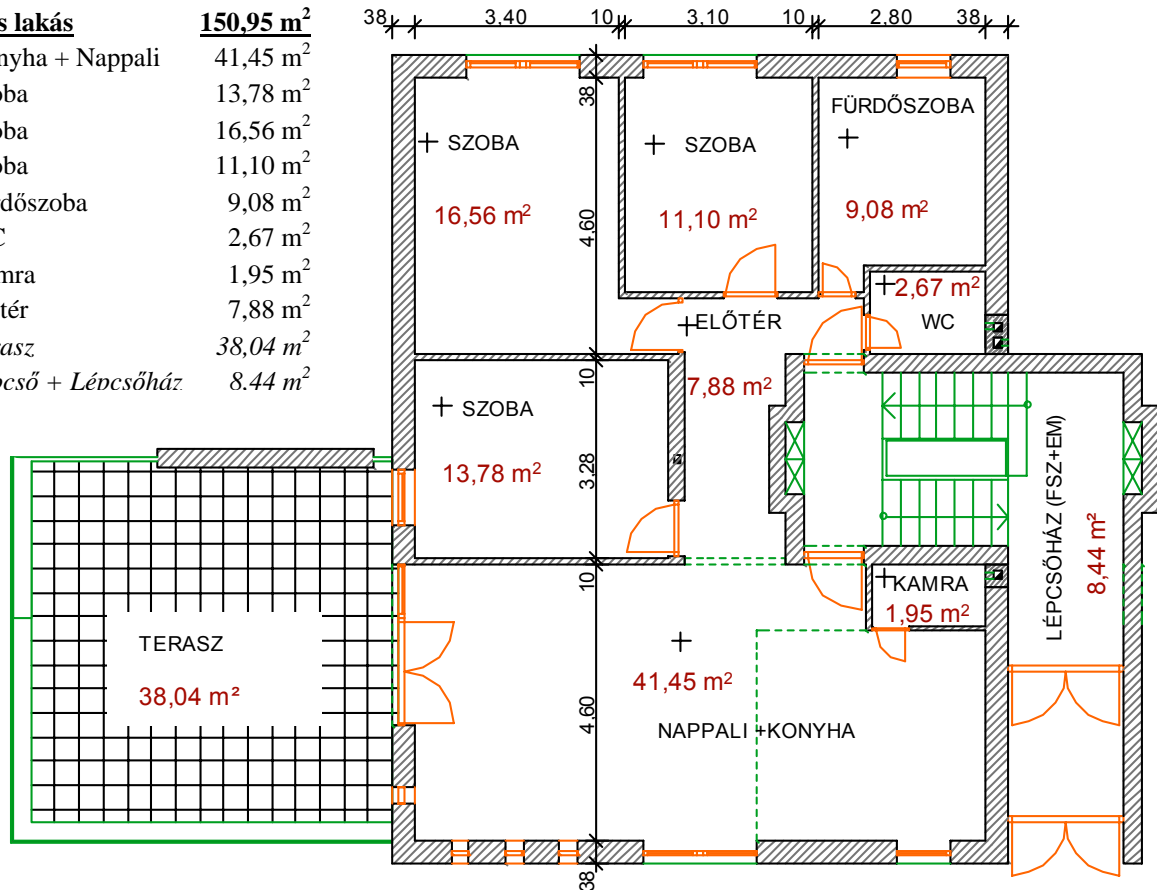 s lakás 150,95 m²
nyha + Nappali 41,45 m²
oba 13,78 m²
oba 16,56 m²
oba 11,10 m²
rdőszoba 9,08 m²
C 2,67 m²
mra 1,95 m²
tér 7,88 m²
rasz 38,04 m²
pcső + Lépcsőház 8.44 m²
38 3,40 10 3,10 10 2,80 38
38
FÜRDŐSZOBA
SZOBA
SZOBA
16,56 m²
11,10 m²
9,08 m²
4,60
2,67 m²
ELŐTÉR
WC
10
7,88 m²
SZOBA
13,78 m²
3,28
LÉPCSŐHÁZ (FSZ+EM)
8,44 m²
10
KAMRA
1,95 m²
TERASZ
38,04 m²
41,45 m²
4,60
NAPPALI +KONYHA
38